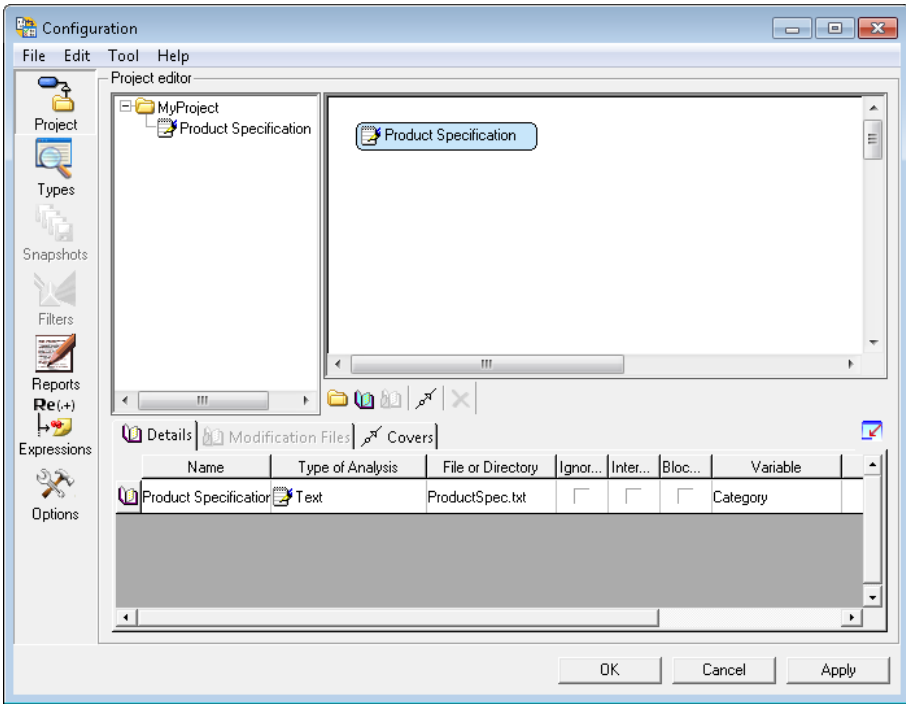 Configuration
File Edit Tool Help
Project editor
Project
Types
Snapshots
Filters
Reports
Re(.+)
Expressions
Options
MyProject
Product Specification
Product Specification
Details Modification Files Covers
Name Type of Analysis File or Directory Ignor... Inter... Bloc... Variable
Product Specification Text ProductSpec.txt Category
OK Cancel Apply